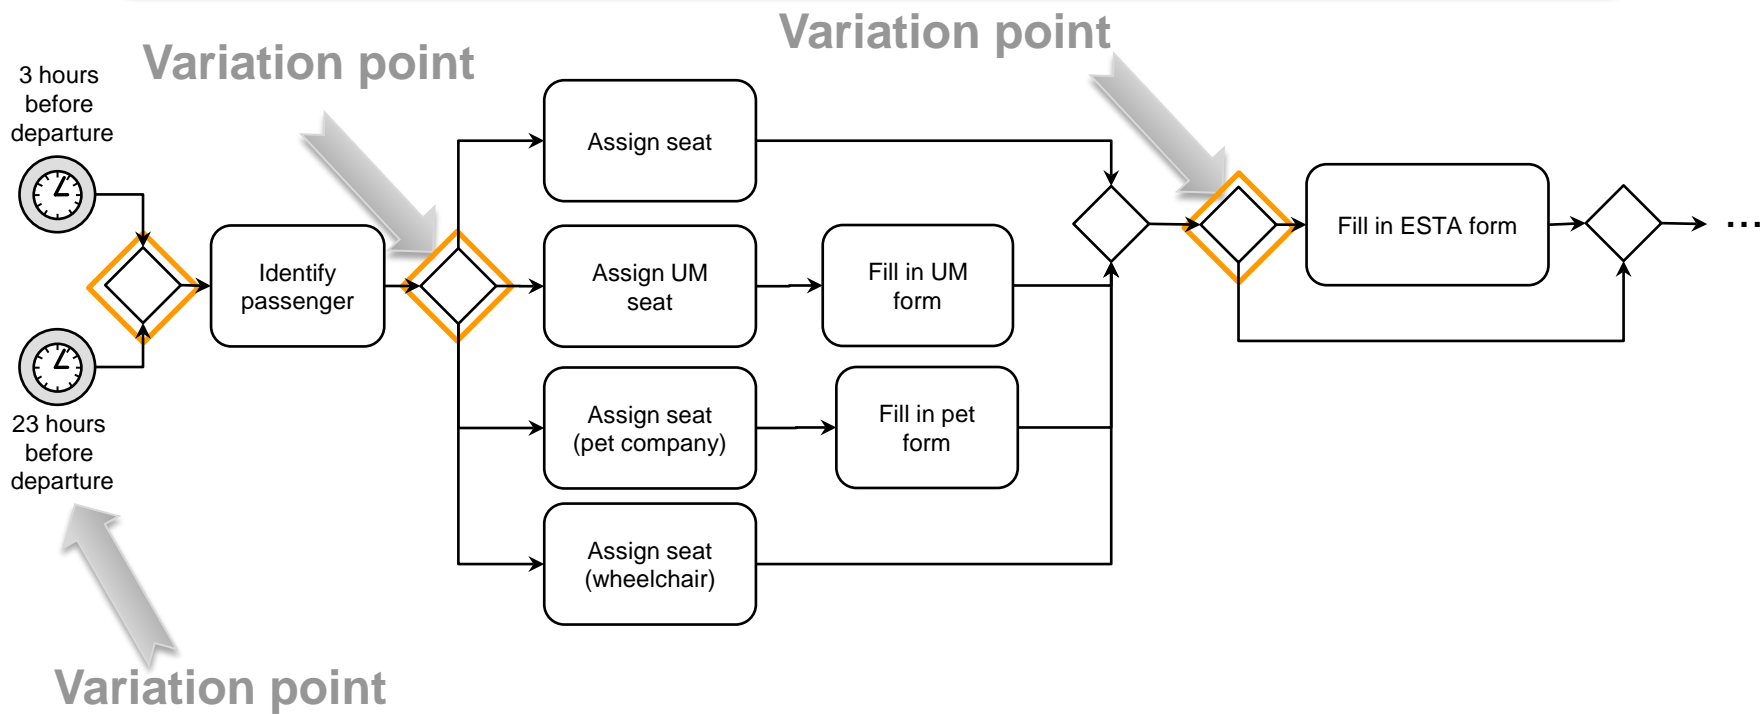 Variation point
Variation point
3 hours
before
departure
Assign seat
Identify
passenger
Assign UM
seat
Fill in UM
form
Fill in ESTA form
...
23 hours
before
departure
Assign seat
(pet company)
Fill in pet
form
Assign seat
(wheelchair)
Variation point